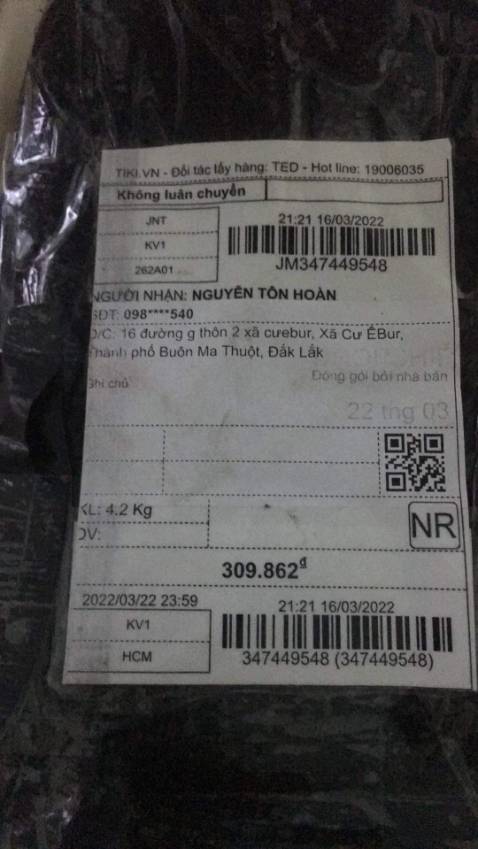 TIKI.VN - Đối tác lấy hàng: TED - Hot line: 19006035
Không luân chuyển
JNT
KV1
262A01
21:21 16/03/2022
JM347449548
NGƯỜI NHẬN: NGUYỄN TÔN HOÀN
SĐT: 098****540
Đ/C: 16 đường g thôn 2 xã cưebur, Xã Cư ÊBur,
Thành phố Buôn Ma Thuột, Đắk Lắk
Ghi chú
Đóng gói bởi nhà bán
22 tng 03
KL: 4.2 Kg
DV:
NR
309.862đ
2022/03/22 23:59
KV1
HCM
21:21 16/03/2022
347449548 (347449548)